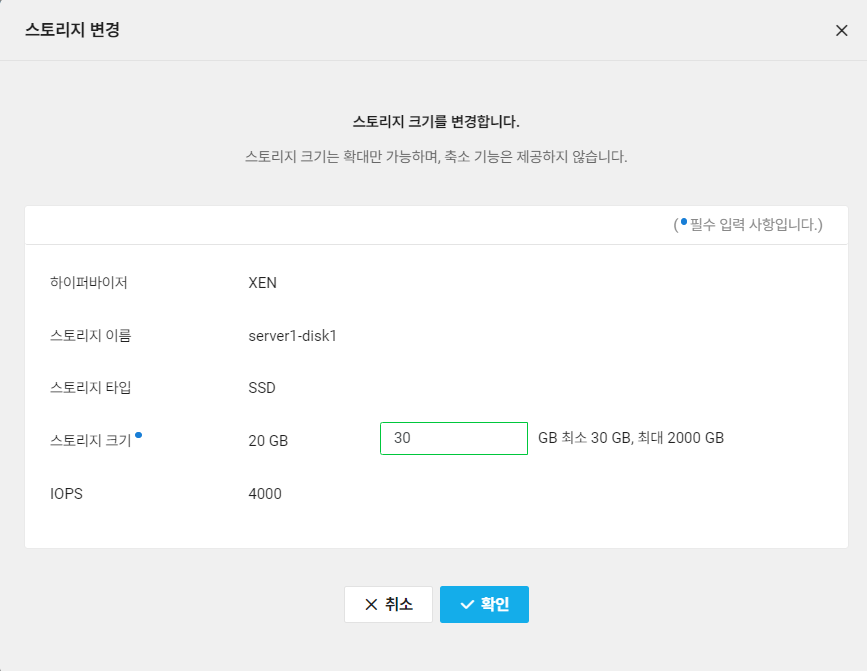 스토리지 변경
스토리지 크기를 변경합니다.
스토리지 크기는 확대만 가능하며, 축소 기능은 제공하지 않습니다.
(•필수 입력 사항입니다.)
하이퍼바이저 XEN
스토리지 이름 server1-disk1
스토리지 타입 SSD
스토리지 크기• 20 GB 30 GB 최소 30 GB, 최대 2000 GB
IOPS 4000
취소 확인